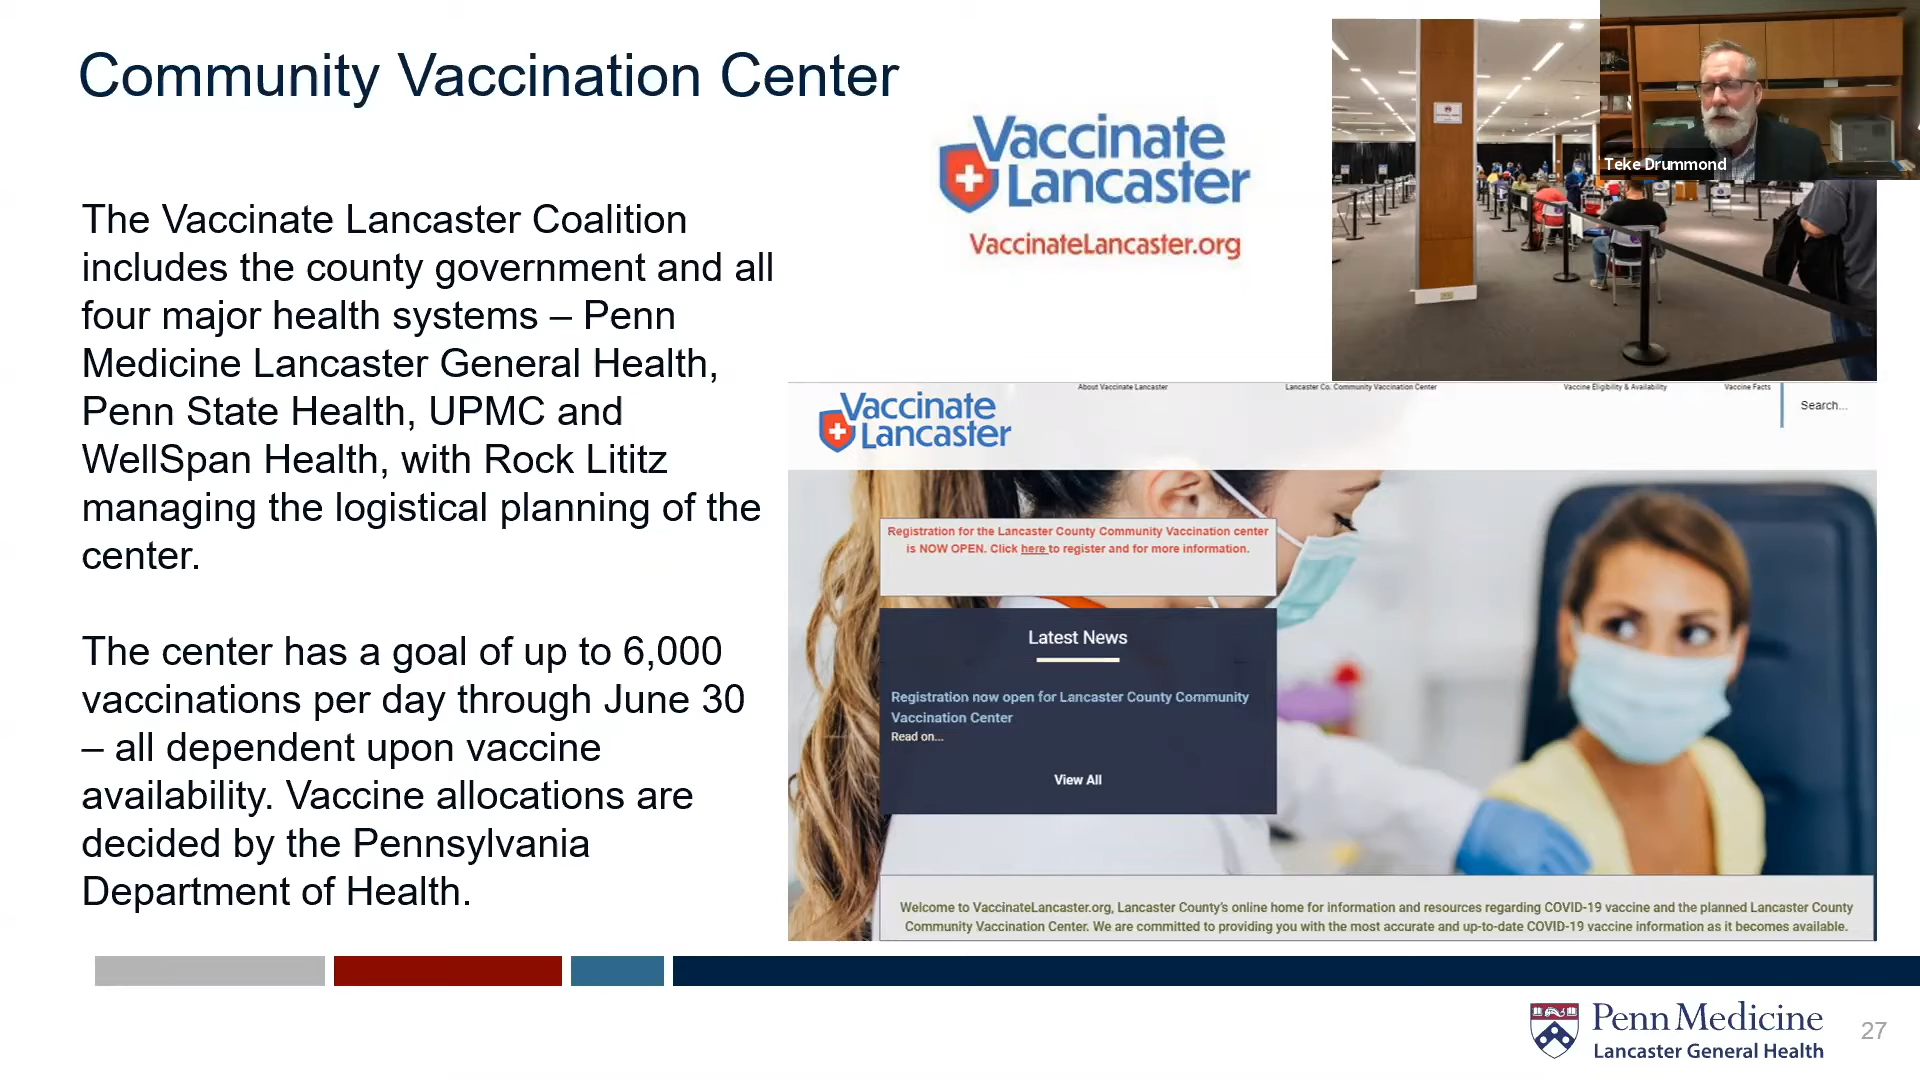 Community Vaccination Center
The Vaccinate Lancaster Coalition
includes the county government and all
four major health systems – Penn
Medicine Lancaster General Health,
Penn State Health, UPMC and
WellSpan Health, with Rock Lititz
managing the logistical planning of the
center.
The center has a goal of up to 6,000
vaccinations per day through June 30
– all dependent upon vaccine
availability. Vaccine allocations are
decided by the Pennsylvania
Department of Health.
Vaccinate
Lancaster
VaccinateLancaster.org
Teke Drummond
About Vaccinate Lancaster
Lancaster Co. Community Vaccination Center
Vaccine Eligibility & Availability
Vaccine Facts
Search...
Vaccinate
Lancaster
Registration for the Lancaster County Community Vaccination center
is NOW OPEN. Click here to register and for more information.
Latest News
Registration now open for Lancaster County Community
Vaccination Center
Read on...
View All
Welcome to VaccinateLancaster.org, Lancaster County's online home for information and resources regarding COVID-19 vaccine and the planned Lancaster County
Community Vaccination Center. We are committed to providing you with the most accurate and up-to-date COVID-19 vaccine information as it becomes available.
Penn Medicine
Lancaster General Health
27